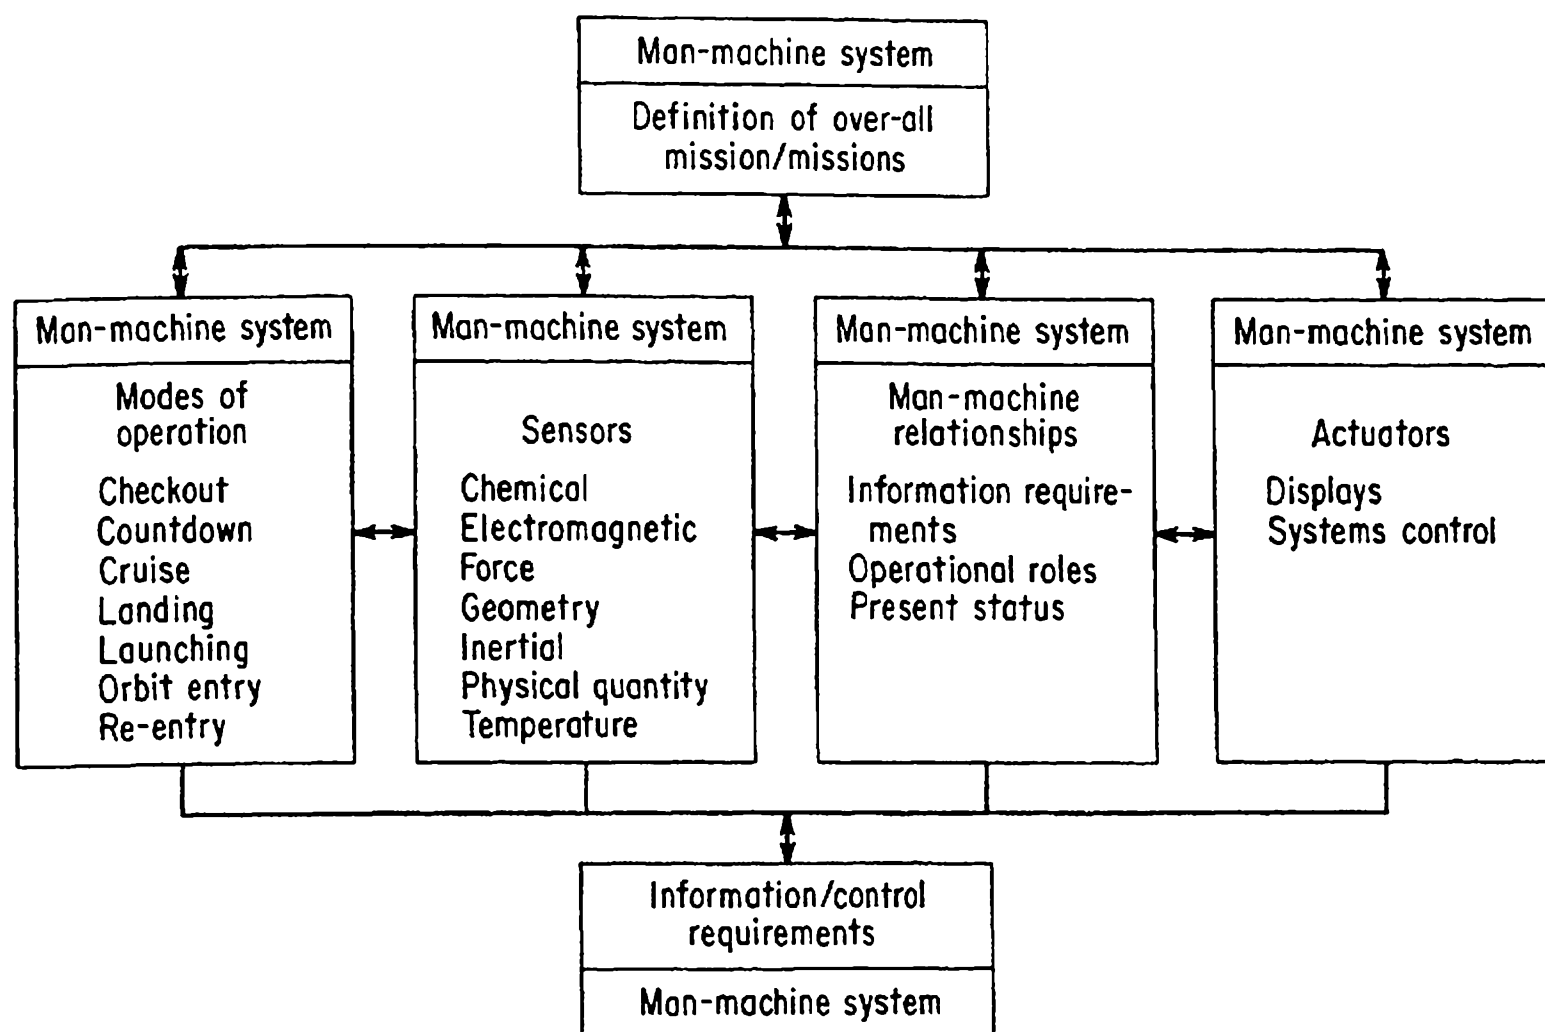 Man-machine system
Definition of over-all
mission/missions
Man-machine system
Modes of
operation
Checkout
Countdown
Cruise
Landing
Launching
Orbit entry
Re-entry
Man-machine system
Sensors
Chemical
Electromagnetic
Force
Geometry
Inertial
Physical quantity
Temperature
Man-machine system
Man-machine
relationships
Information require-
ments
Operational roles
Present status
Man-machine system
Actuators
Displays
Systems control
Information/control
requirements
Man-machine system